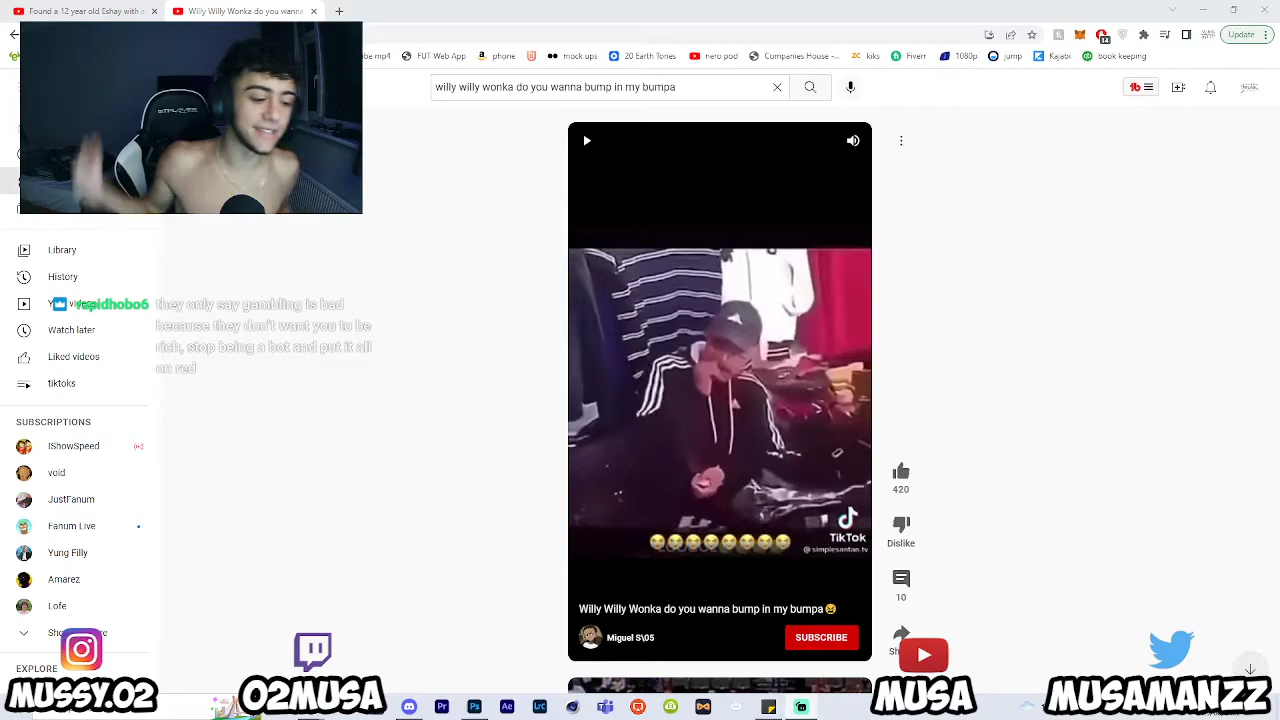 Found a 12 year old Eshay with a
Willy Willy Wonka do you wanna
FUT Web App
phone
mock ups
20 Earth Tones
nero pod
Companies House -...
kiks
Fiverr
1080p
jump
Kajabi
book keeping
Update
willy willy wonka do you wanna bump in my bumpa
GTPLAYER
Library
History
Watch later
Liked videos
tiktoks
SUBSCRIPTIONS
IShowSpeed
void
JustFanum
Fanum Live
Yung Filly
Amarez
Lofe
EXPLORE
rapidhobo6 they only say gambling is bad
because they don't want you to be
rich, stop being a bot and put it all
on red
TikTok
@simplesantan.tv
Willy Willy Wonka do you wanna bump in my bumpa
Miguel S\05
SUBSCRIBE
420
Dislike
10
MUSSY.02
02MUSA
MUSA
MUSAMANZZ